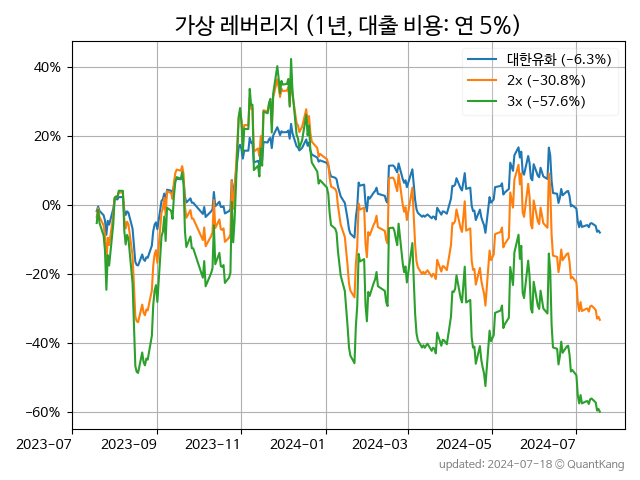 가상 레버리지 (1년, 대출 비용: 연 5%)
대한유화 (−6.3%)
2x (−30.8%)
3x (−57.6%)
40%
20%
0%
−20%
−40%
−60%
2023-07 2023-09 2023-11 2024-01 2024-03 2024-05 2024-07
updated: 2024-07-18 © QuantKang